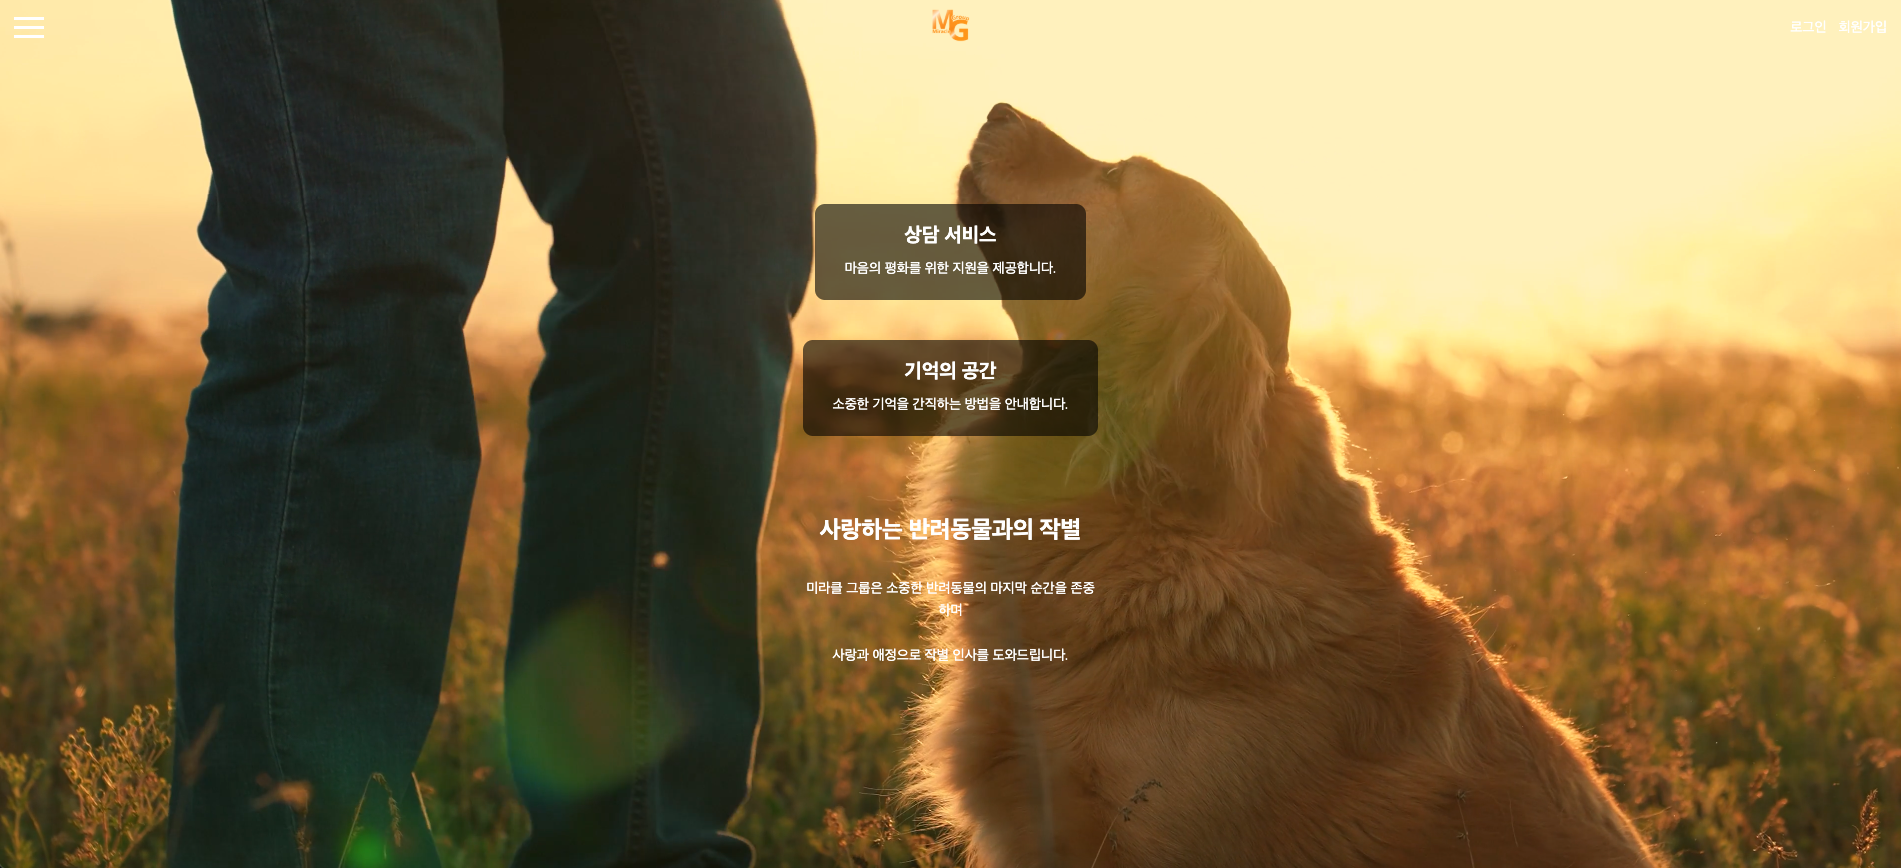 MG
로그인 회원가입
상담 서비스
마음의 평화를 위한 지원을 제공합니다.
기억의 공간
소중한 기억을 간직하는 방법을 안내합니다.
사랑하는 반려동물과의 작별
미라클 그룹은 소중한 반려동물의 마지막 순간을 존중
하며
사랑과 애정으로 작별 인사를 도와드립니다.